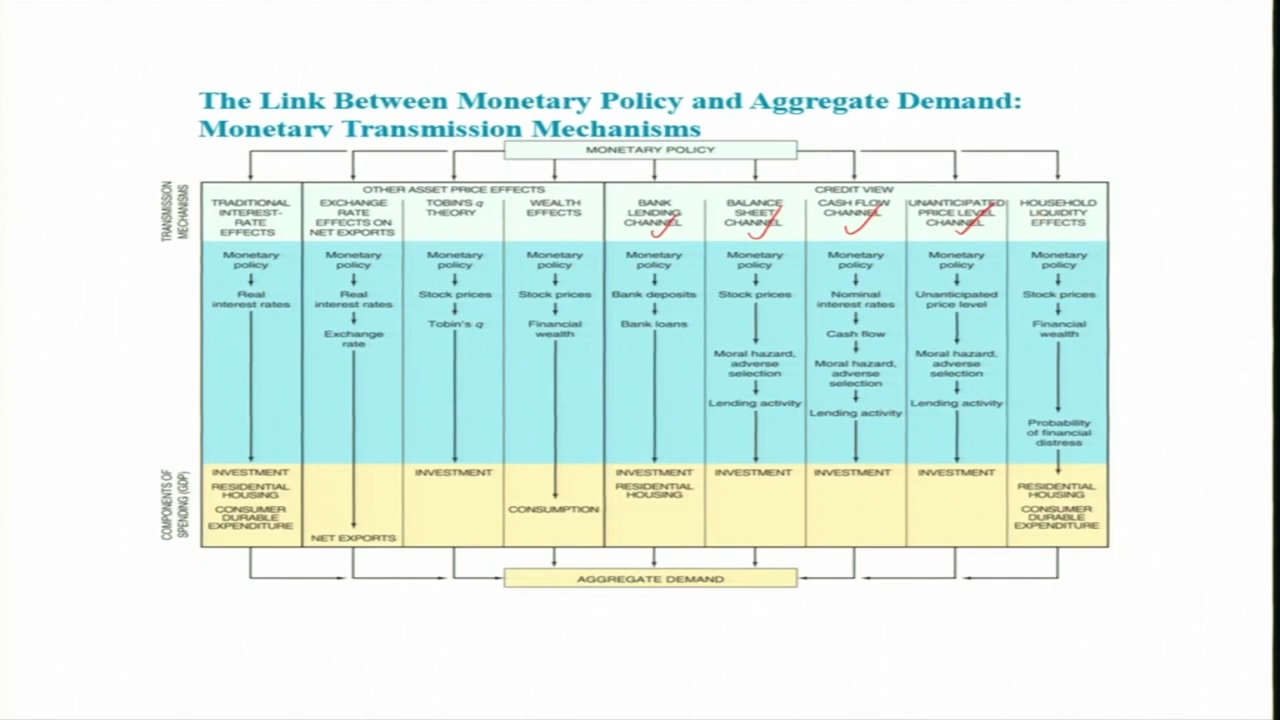 The Link Between Monetary Policy and Aggregate Demand:
Monetary Transmission Mechanisms
MONETARY POLICY
TRANSMISSION
MECHANISMS
OTHER ASSET PRICE EFFECTS
CREDIT VIEW
TRADITIONAL
INTEREST-
RATE
EFFECTS
EXCHANGE
RATE
EFFECTS ON
NET EXPORTS
TOBIN'S q
THEORY
WEALTH
EFFECTS
BANK
LENDING
CHANNEL
BALANCE
SHEET
CHANNEL
CASH FLOW
CHANNEL
UNANTICIPATED
PRICE LEVEL
CHANNEL
HOUSEHOLD
LIQUIDITY
EFFECTS
Monetary
policy
Real
interest rates
Monetary
policy
Real
interest rates
Exchange
rate
Monetary
policy
Stock prices
Tobin's q
Monetary
policy
Stock prices
Financial
wealth
Monetary
policy
Bank deposits
Bank loans
Monetary
policy
Stock prices
Moral hazard,
adverse
selection
Lending activity
Monetary
policy
Nominal
interest rates
Cash flow
Moral hazard,
adverse
selection
Lending activity
Monetary
policy
Unanticipated
price level
Moral hazard,
adverse
selection
Lending activity
Monetary
policy
Stock prices
Financial
wealth
Probability
of financial
distress
COMPONENTS OF
SPENDING (GDP)
INVESTMENT
RESIDENTIAL
HOUSING
CONSUMER
DURABLE
EXPENDITURE
NET EXPORTS
INVESTMENT
CONSUMPTION
INVESTMENT
RESIDENTIAL
HOUSING
INVESTMENT
INVESTMENT
INVESTMENT
RESIDENTIAL
HOUSING
CONSUMER
DURABLE
EXPENDITURE
AGGREGATE DEMAND